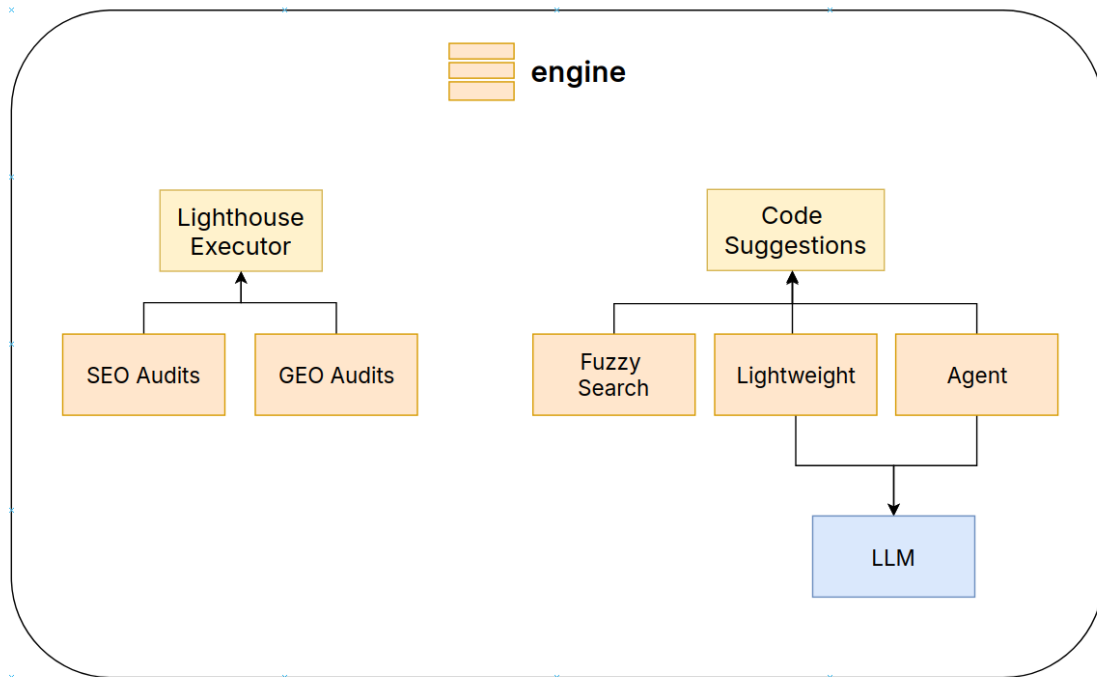 engine
Lighthouse
Executor
Code
Suggestions
SEO Audits
GEO Audits
Fuzzy
Search
Lightweight
Agent
LLM